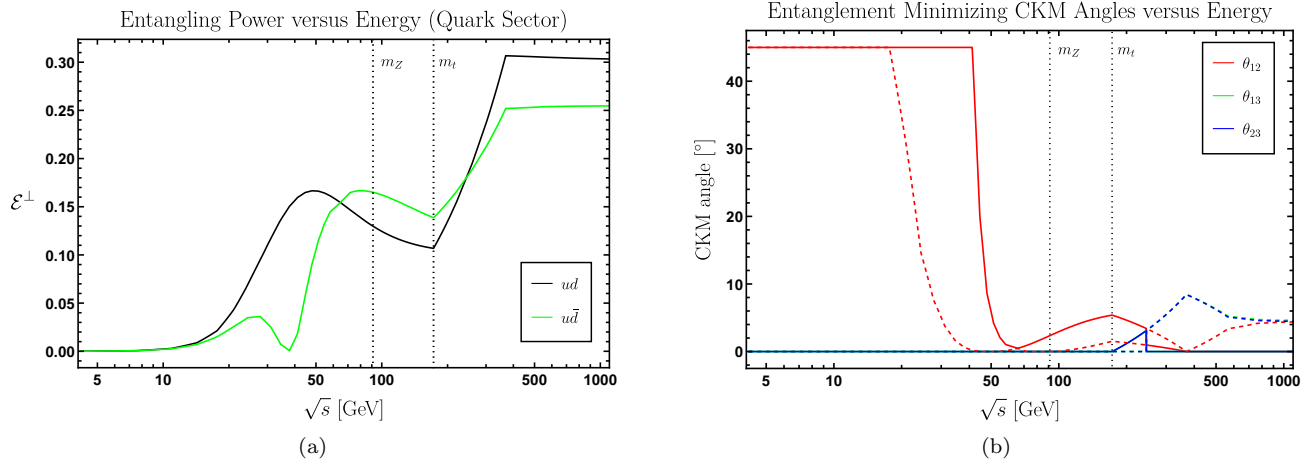 Entangling Power versus Energy (Quark Sector)
0.30
0.25
0.20
0.15
0.10
0.05
0.00
ℰ⊥
m_Z
m_t
ud
ud̄
5 10 50 100 500 1000
√s [GeV]
(a)
Entanglement Minimizing CKM Angles versus Energy
40
30
20
10
0
CKM angle [°]
m_Z
m_t
θ12
θ13
θ23
5 10 50 100 500 1000
√s [GeV]
(b)